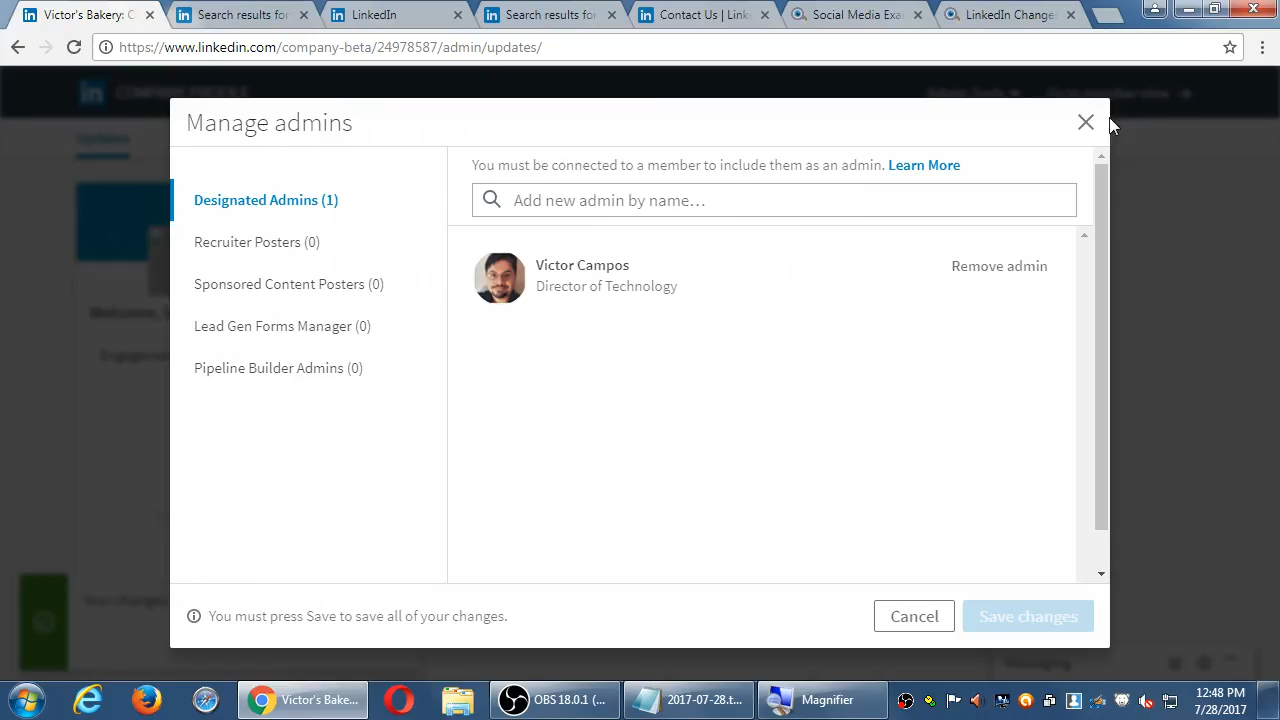 Victor's Bakery: C
Search results for
LinkedIn
Search results for
Contact Us | Link
Social Media Exa
LinkedIn Change
https://www.linkedin.com/company-beta/24978587/admin/updates/
in
Updates
Manage admins
You must be connected to a member to include them as an admin. Learn More
Designated Admins (1)
Add new admin by name…
Recruiter Posters (0)
Victor Campos
Remove admin
Director of Technology
Sponsored Content Posters (0)
Lead Gen Forms Manager (0)
Pipeline Builder Admins (0)
You must press Save to save all of your changes.
Cancel
Save changes
Victor's Bake...
OBS 18.0.1 (...
2017-07-28.t...
Magnifier
12:48 PM
7/28/2017